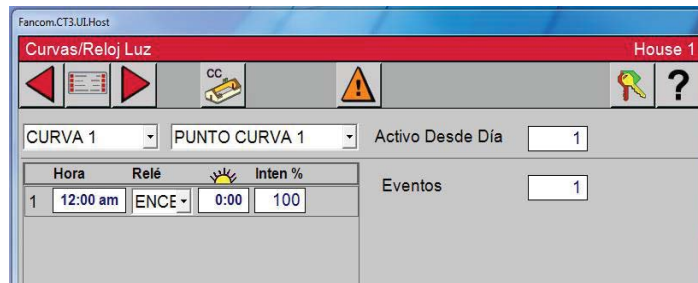 Fancom.CT3.UI.Host
Curvas/Reloj Luz House 1
CC ?
CURVA 1 PUNTO CURVA 1 Activo Desde Día 1
Hora Relé Inten %
Eventos 1
1 12:00 am ENCE 0:00 100